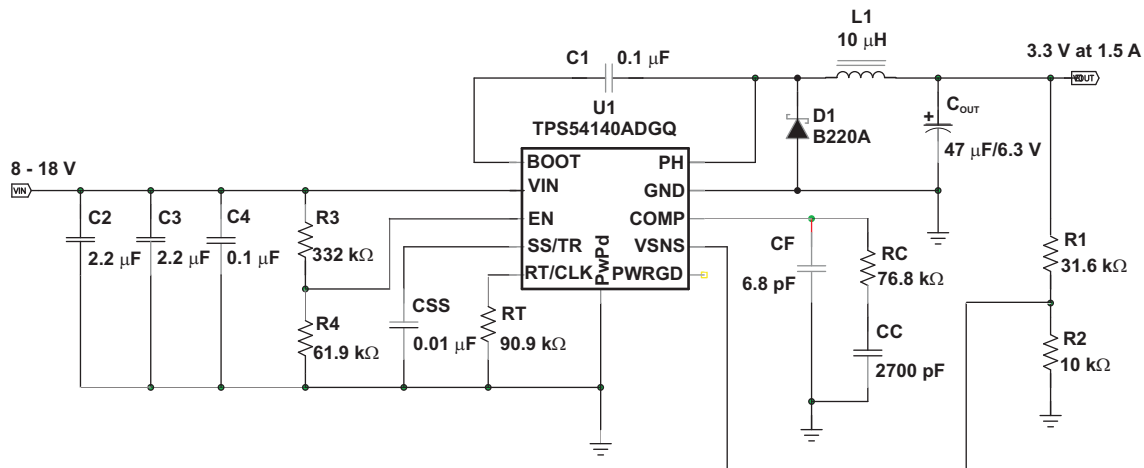 L1
10 μH
3.3 V at 1.5 A
C1
0.1 μF
VOUT
U1
TPS54140ADGQ
D1
B220A
COUT
+
47 μF/6.3 V
8 - 18 V
VIN
BOOT
VIN
EN
SS/TR
RT/CLK
PwPd
PH
GND
COMP
VSNS
PWRGD
C2
2.2 μF
C3
2.2 μF
C4
0.1 μF
R3
332 kΩ
R4
61.9 kΩ
CSS
0.01 μF
RT
90.9 kΩ
CF
6.8 pF
RC
76.8 kΩ
CC
2700 pF
R1
31.6 kΩ
R2
10 kΩ